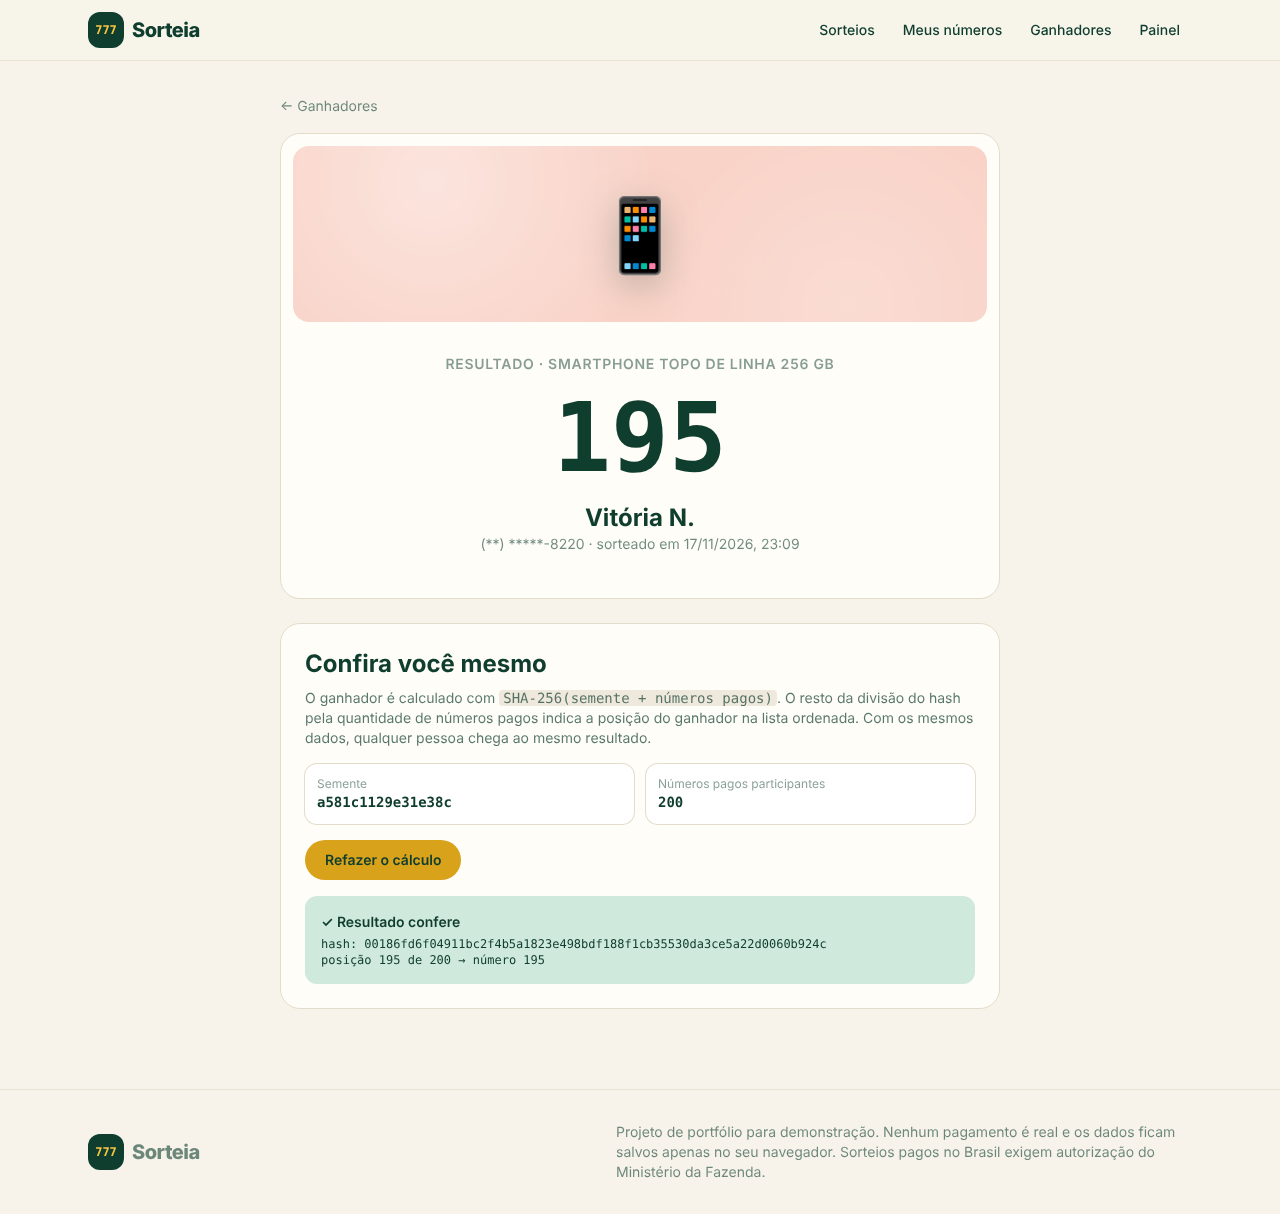 777 Sorteia
Sorteios Meus números Ganhadores Painel
← Ganhadores
RESULTADO · SMARTPHONE TOPO DE LINHA 256 GB
195
Vitória N.
(**) *****-8220 · sorteado em 17/11/2026, 23:09
Confira você mesmo
O ganhador é calculado com SHA-256(semente + números pagos). O resto da divisão do hash
pela quantidade de números pagos indica a posição do ganhador na lista ordenada. Com os mesmos
dados, qualquer pessoa chega ao mesmo resultado.
Semente
a581c1129e31e38c
Números pagos participantes
200
Refazer o cálculo
✓ Resultado confere
hash: 00186fd6f04911bc2f4b5a1823e498bdf188f1cb35530da3ce5a22d0060b924c
posição 195 de 200 → número 195
777 Sorteia
Projeto de portfólio para demonstração. Nenhum pagamento é real e os dados ficam
salvos apenas no seu navegador. Sorteios pagos no Brasil exigem autorização do
Ministério da Fazenda.